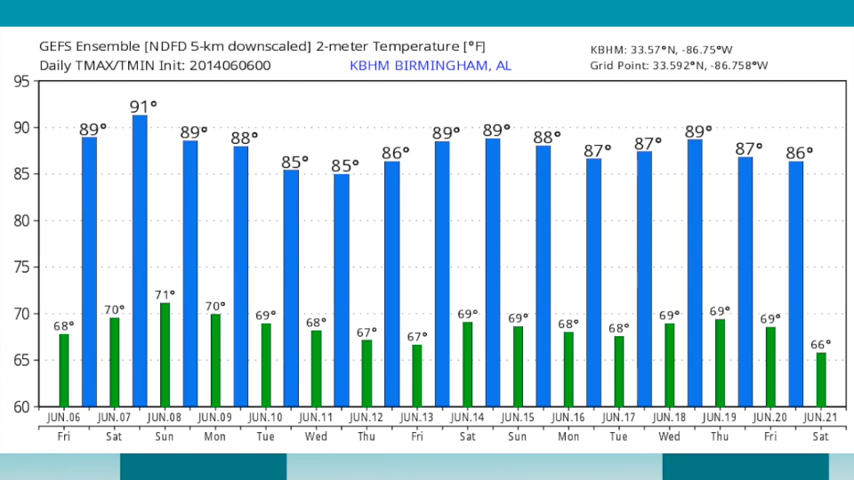 GEFS Ensemble [NDFD 5-km downscaled] 2-meter Temperature [°F]
KBHM: 33.57°N, -86.75°W
Daily TMAX/TMIN Init: 2014060600
KBHM BIRMINGHAM, AL
Grid Point: 33.592°N, -86.758°W
95
90
85
80
75
70
65
60
89° 91° 89° 88° 85° 85° 86° 89° 89° 88° 87° 87° 89° 87° 86°
68° 70° 71° 70° 69° 68° 67° 67° 69° 69° 68° 68° 69° 69° 69° 66°
JUN.06 JUN.07 JUN.08 JUN.09 JUN.10 JUN.11 JUN.12 JUN.13 JUN.14 JUN.15 JUN.16 JUN.17 JUN.18 JUN.19 JUN.20 JUN.21
Fri Sat Sun Mon Tue Wed Thu Fri Sat Sun Mon Tue Wed Thu Fri Sat